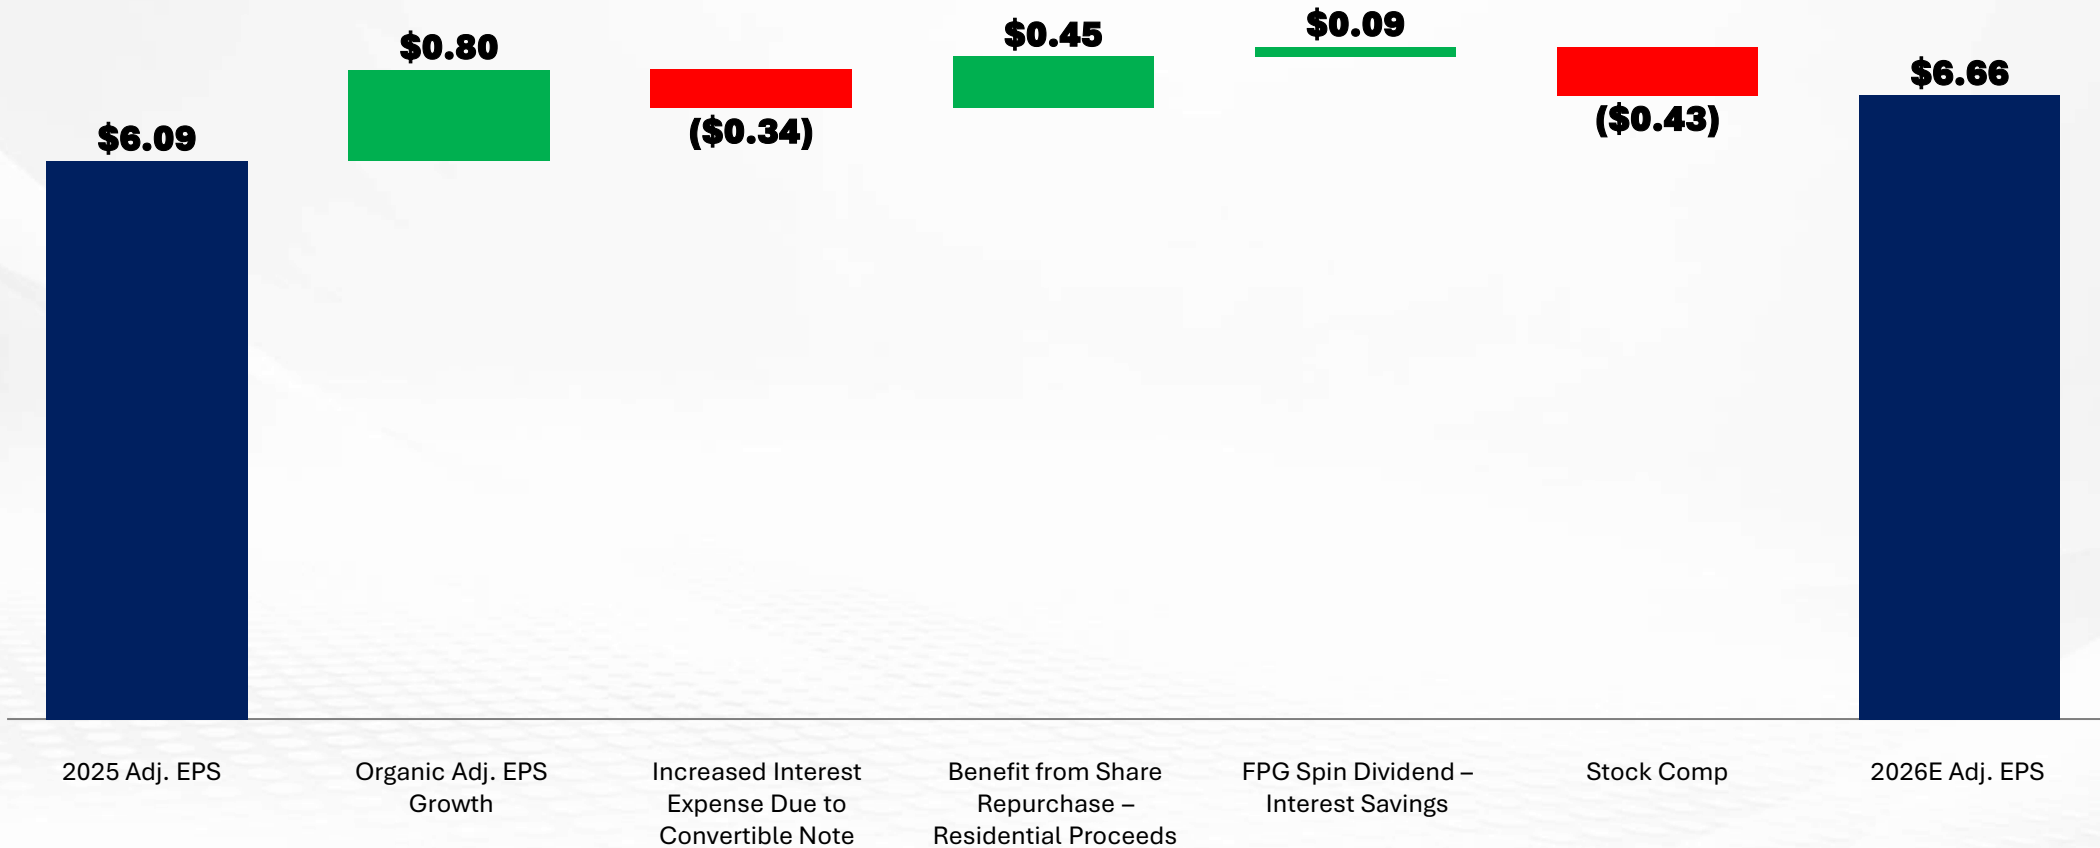 $6.09
$0.80
($0.34)
$0.45
$0.09
($0.43)
$6.66
2025 Adj. EPS
Organic Adj. EPS
Growth
Increased Interest
Expense Due to
Convertible Note
Benefit from Share
Repurchase –
Residential Proceeds
FPG Spin Dividend –
Interest Savings
Stock Comp
2026E Adj. EPS